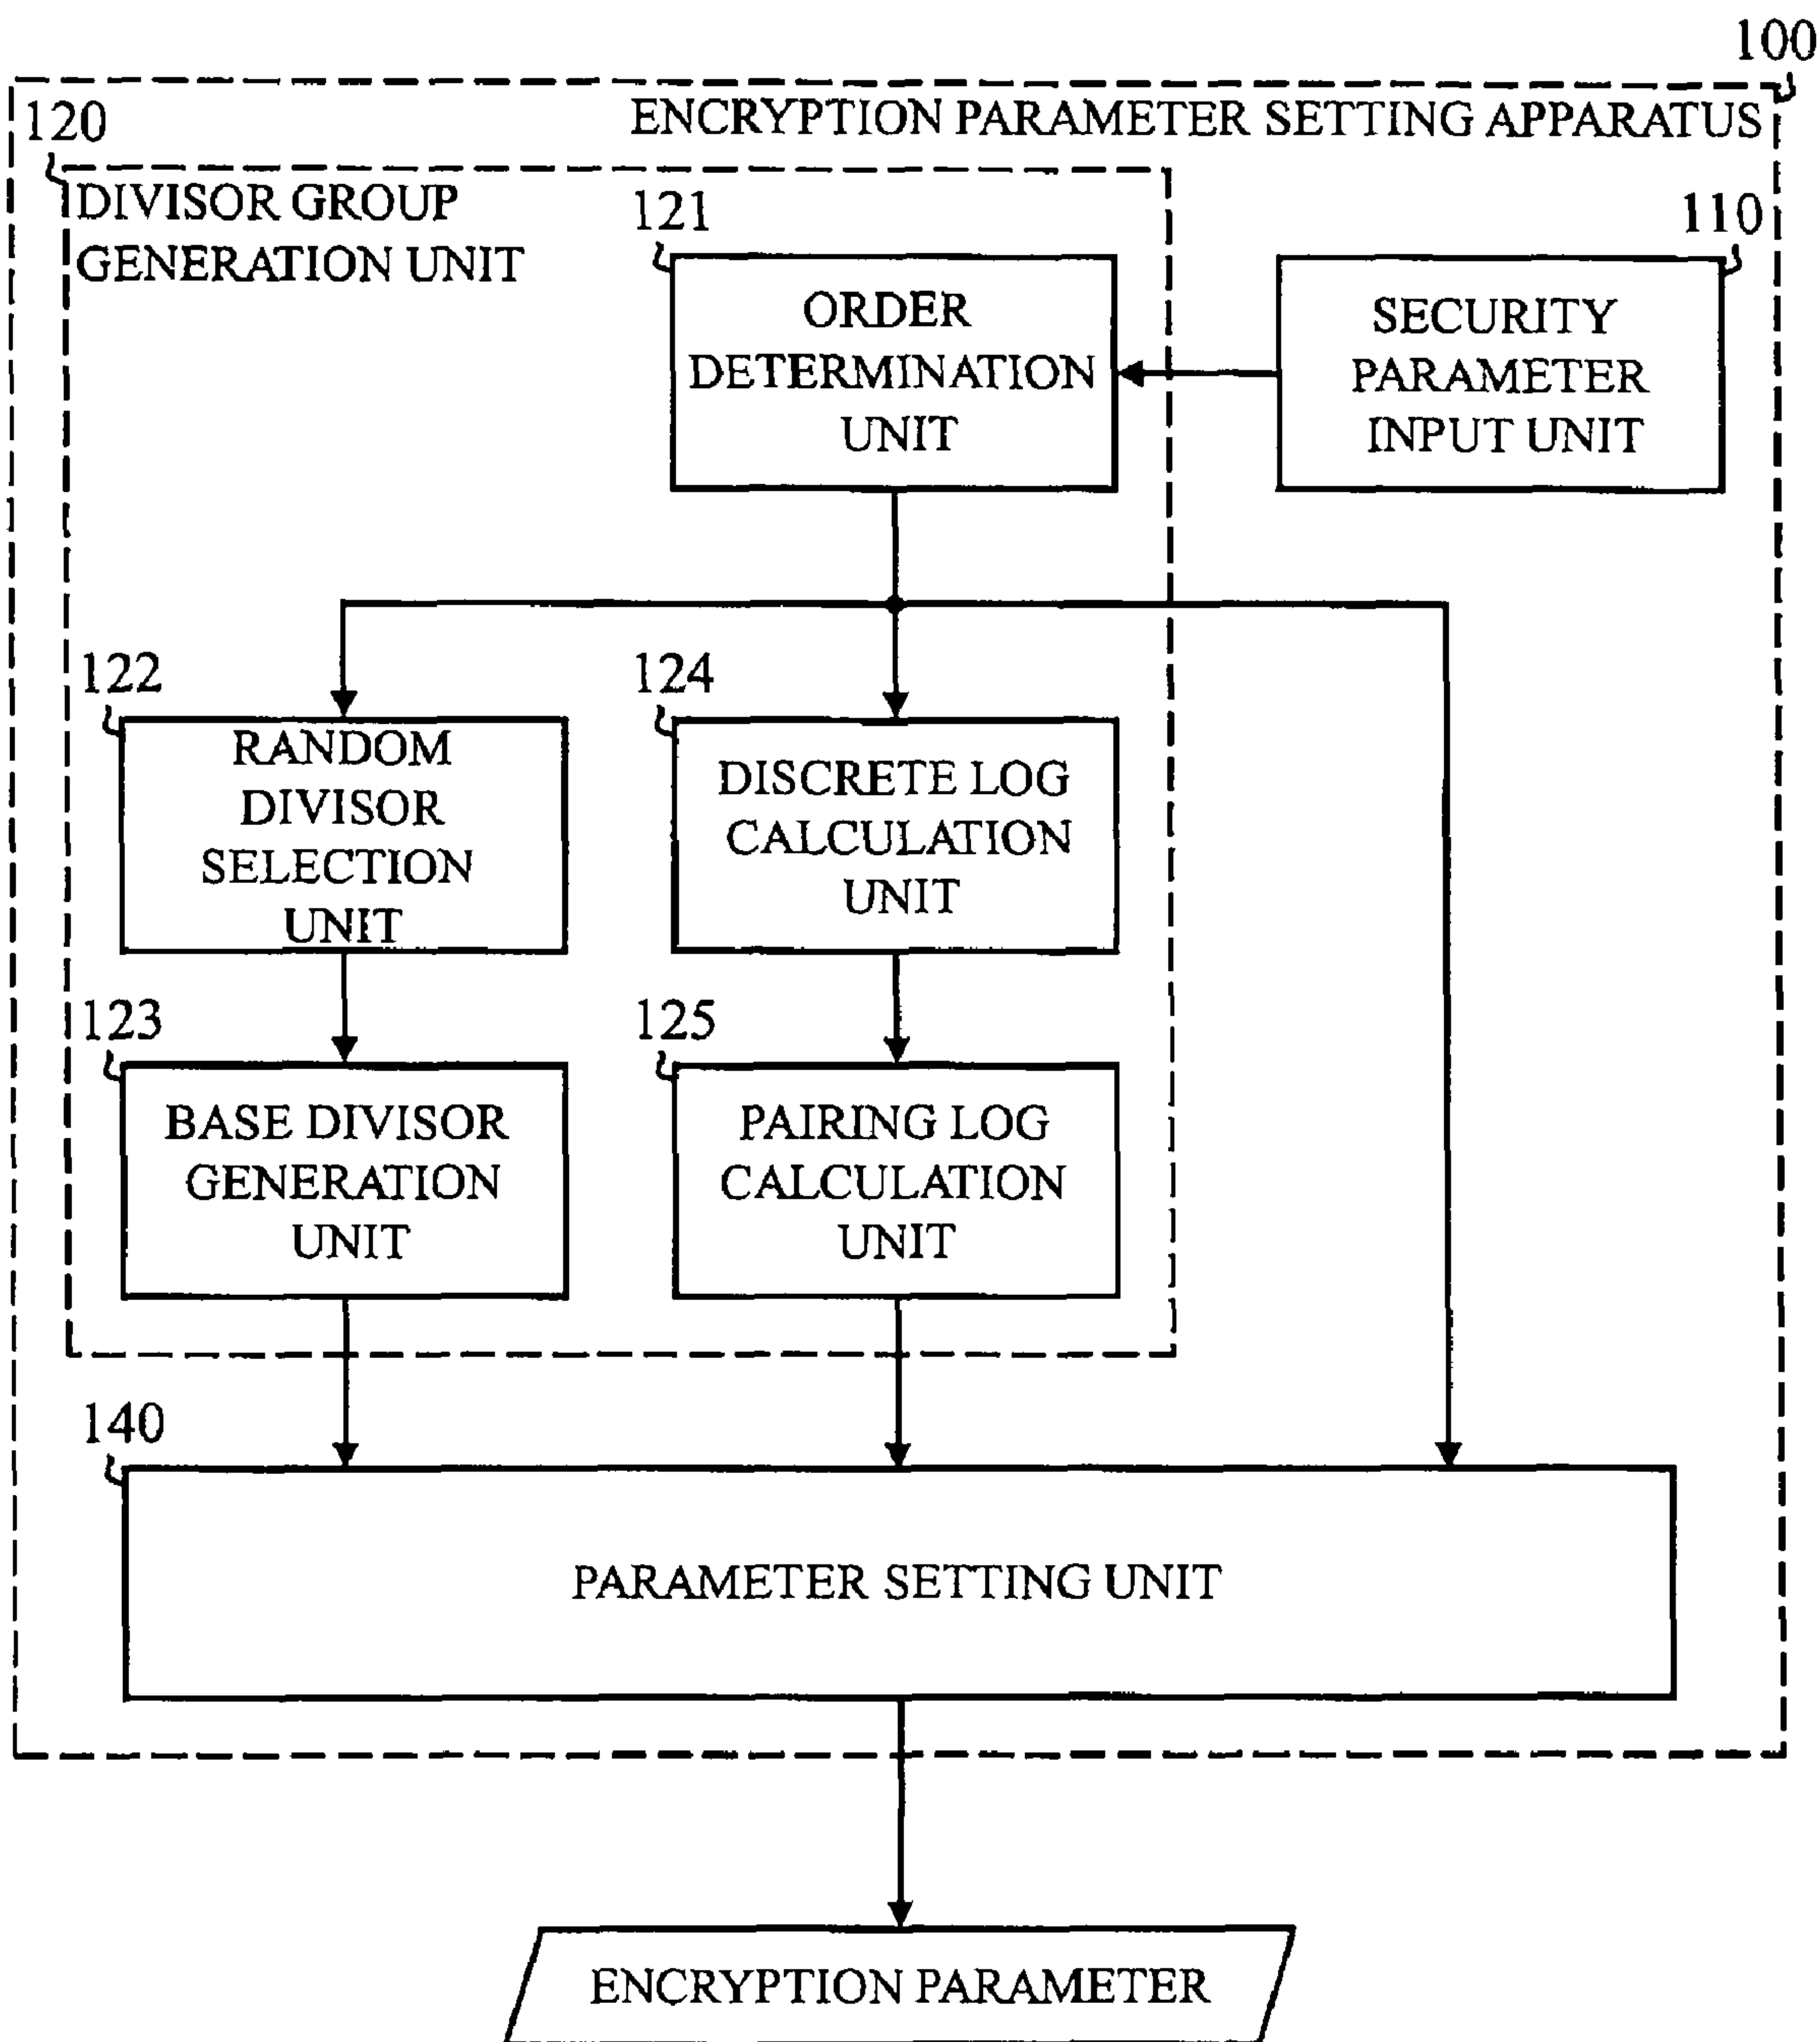 100
ENCRYPTION PARAMETER SETTING APPARATUS
120
DIVISOR GROUP
GENERATION UNIT
121
ORDER
DETERMINATION
UNIT
110
SECURITY
PARAMETER
INPUT UNIT
122
RANDOM
DIVISOR
SELECTION
UNIT
124
DISCRETE LOG
CALCULATION
UNIT
123
BASE DIVISOR
GENERATION
UNIT
125
PAIRING LOG
CALCULATION
UNIT
140
PARAMETER SETTING UNIT
ENCRYPTION PARAMETER